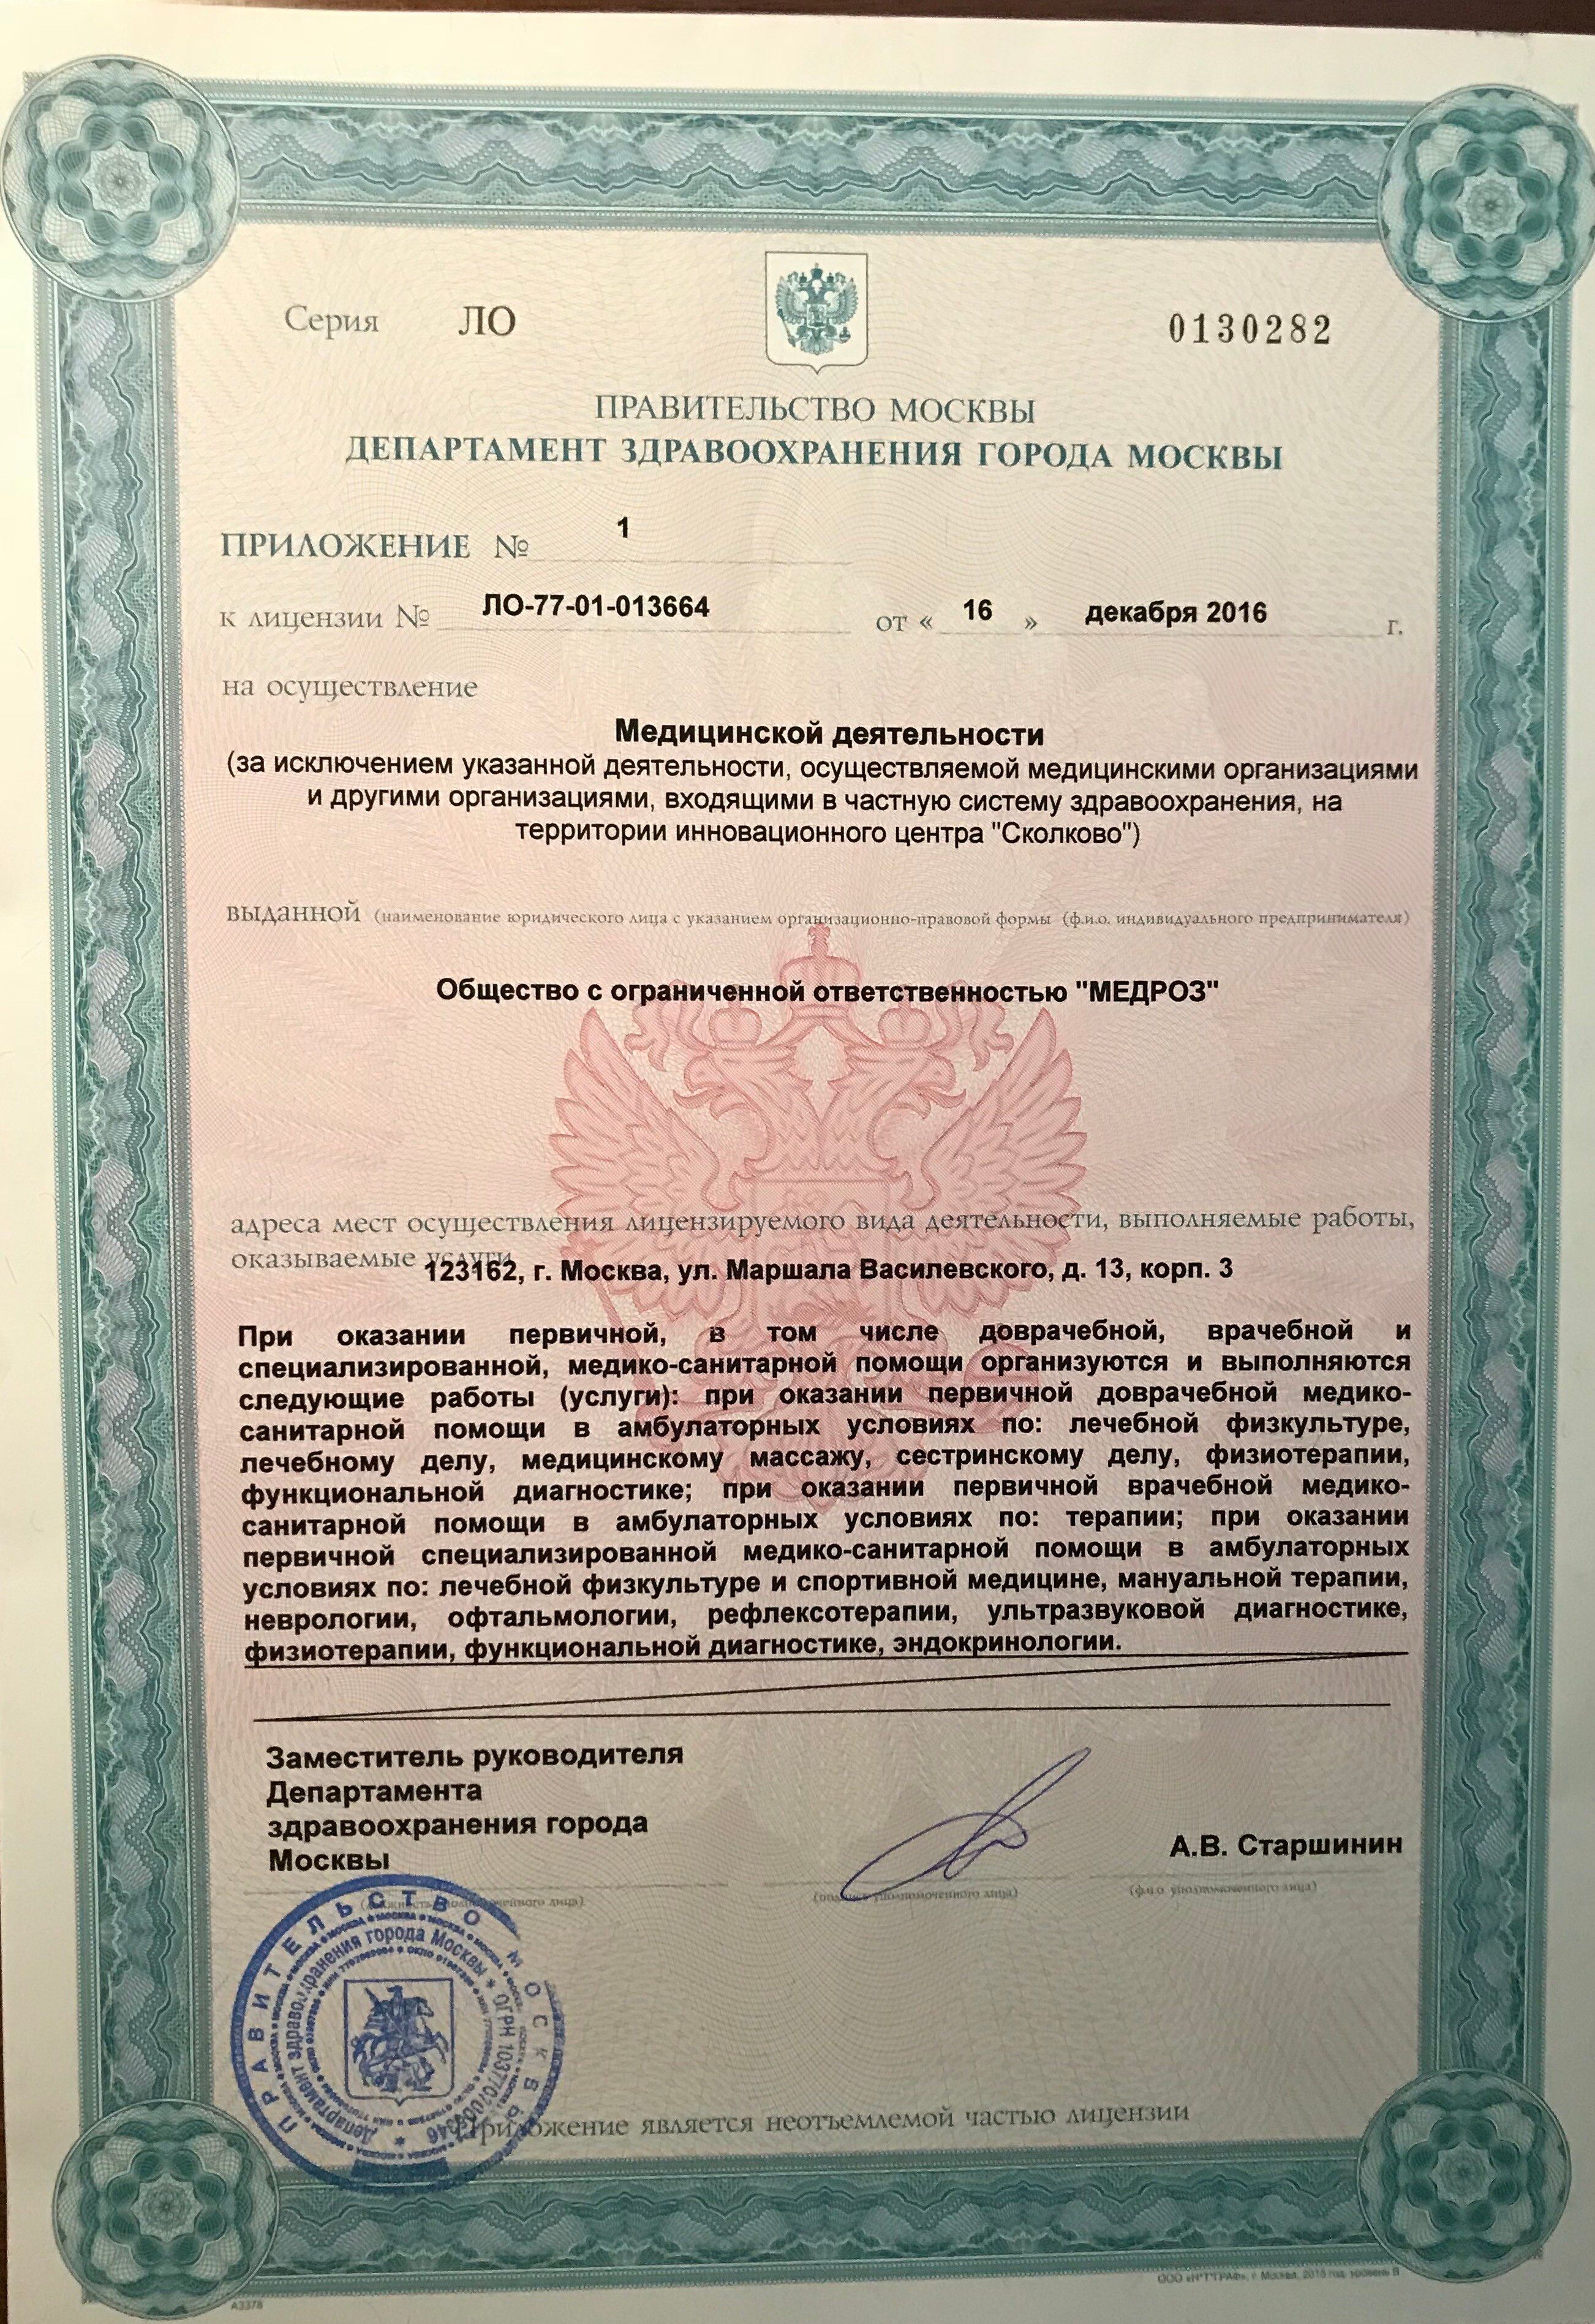 Серия ЛО 0130282
ПРАВИТЕЛЬСТВО МОСКВЫ
ДЕПАРТАМЕНТ ЗДРАВООХРАНЕНИЯ ГОРОДА МОСКВЫ
ПРИЛОЖЕНИЕ № 1
к лицензии № ЛО-77-01-013664 от « 16 » декабря 2016 г.
на осуществление
Медицинской деятельности
(за исключением указанной деятельности, осуществляемой медицинскими организациями
и другими организациями, входящими в частную систему здравоохранения, на
территории инновационного центра "Сколково")
выданной (наименование юридического лица с указанием организационно-правовой формы (ф.и.о. индивидуального предпринимателя)
Общество с ограниченной ответственностью "МЕДРОЗ"
адреса мест осуществления лицензируемого вида деятельности, выполняемые работы,
оказываемые услуги
123162, г. Москва, ул. Маршала Василевского, д. 13, корп. 3
При оказании первичной, в том числе доврачебной, врачебной и
специализированной, медико-санитарной помощи организуются и выполняются
следующие работы (услуги): при оказании первичной доврачебной медико-
санитарной помощи в амбулаторных условиях по: лечебной физкультуре,
лечебному делу, медицинскому массажу, сестринскому делу, физиотерапии,
функциональной диагностике; при оказании первичной врачебной медико-
санитарной помощи в амбулаторных условиях по: терапии; при оказании
первичной специализированной медико-санитарной помощи в амбулаторных
условиях по: лечебной физкультуре и спортивной медицине, мануальной терапии,
неврологии, офтальмологии, рефлексотерапии, ультразвуковой диагностике,
физиотерапии, функциональной диагностике, эндокринологии.
Заместитель руководителя
Департамента
здравоохранения города
Москвы
А.В. Старшинин
(подпись уполномоченного лица) (ф.и.о. уполномоченного лица)
ПРАВИТЕЛЬСТВО МОСКВЫ
Департамент здравоохранения города Москвы * ОГРН
Приложение является неотъемлемой частью лицензии
А3378